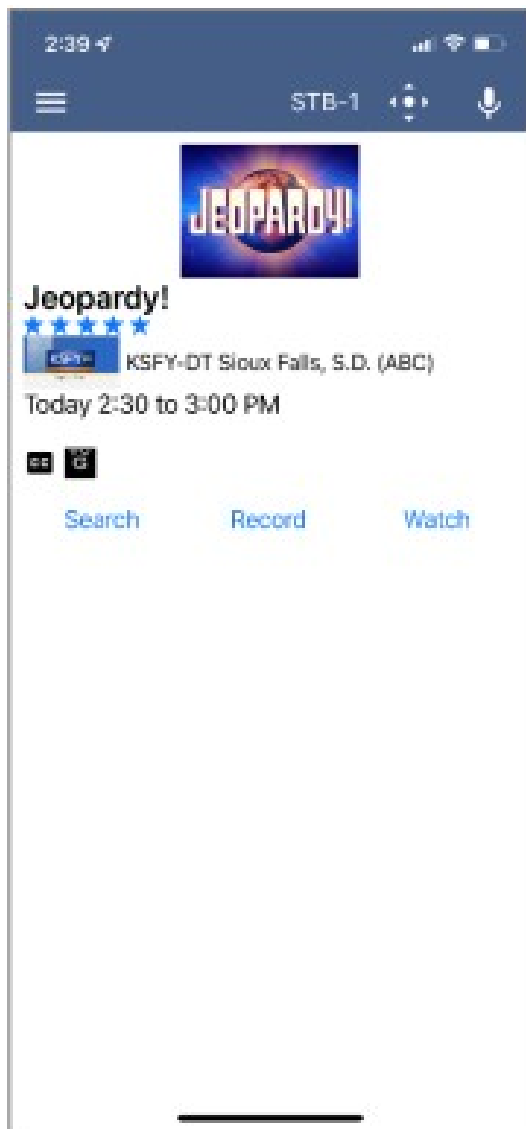 2:39
STB-1
JEOPARDY!
Jeopardy!
KSFY
KSFY-DT Sioux Falls, S.D. (ABC)
Today 2:30 to 3:00 PM
CC
G
Search
Record
Watch